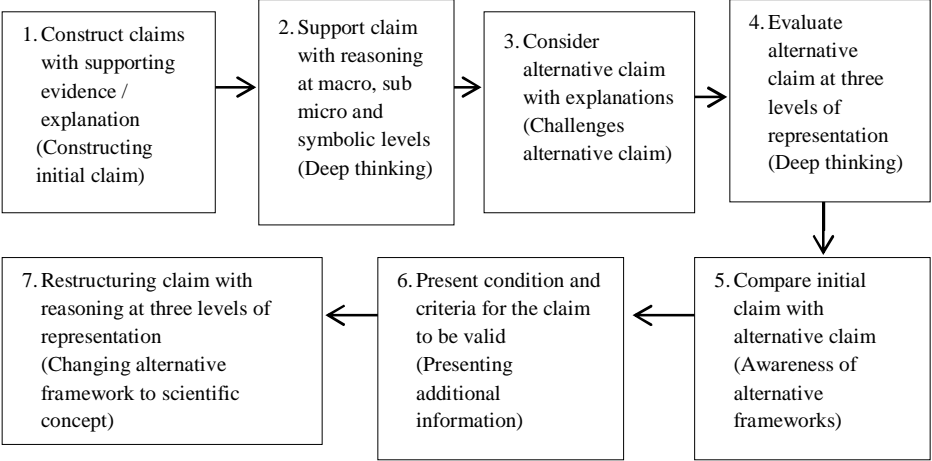 1. Construct claims
with supporting
evidence /
explanation
(Constructing
initial claim)
2. Support claim
with reasoning
at macro, sub
micro and
symbolic levels
(Deep thinking)
3. Consider
alternative claim
with explanations
(Challenges
alternative claim)
4. Evaluate
alternative
claim at three
levels of
representation
(Deep thinking)
5. Compare initial
claim with
alternative claim
(Awareness of
alternative
frameworks)
6. Present condition and
criteria for the claim
to be valid
(Presenting
additional
information)
7. Restructuring claim with
reasoning at three levels of
representation
(Changing alternative
framework to scientific
concept)